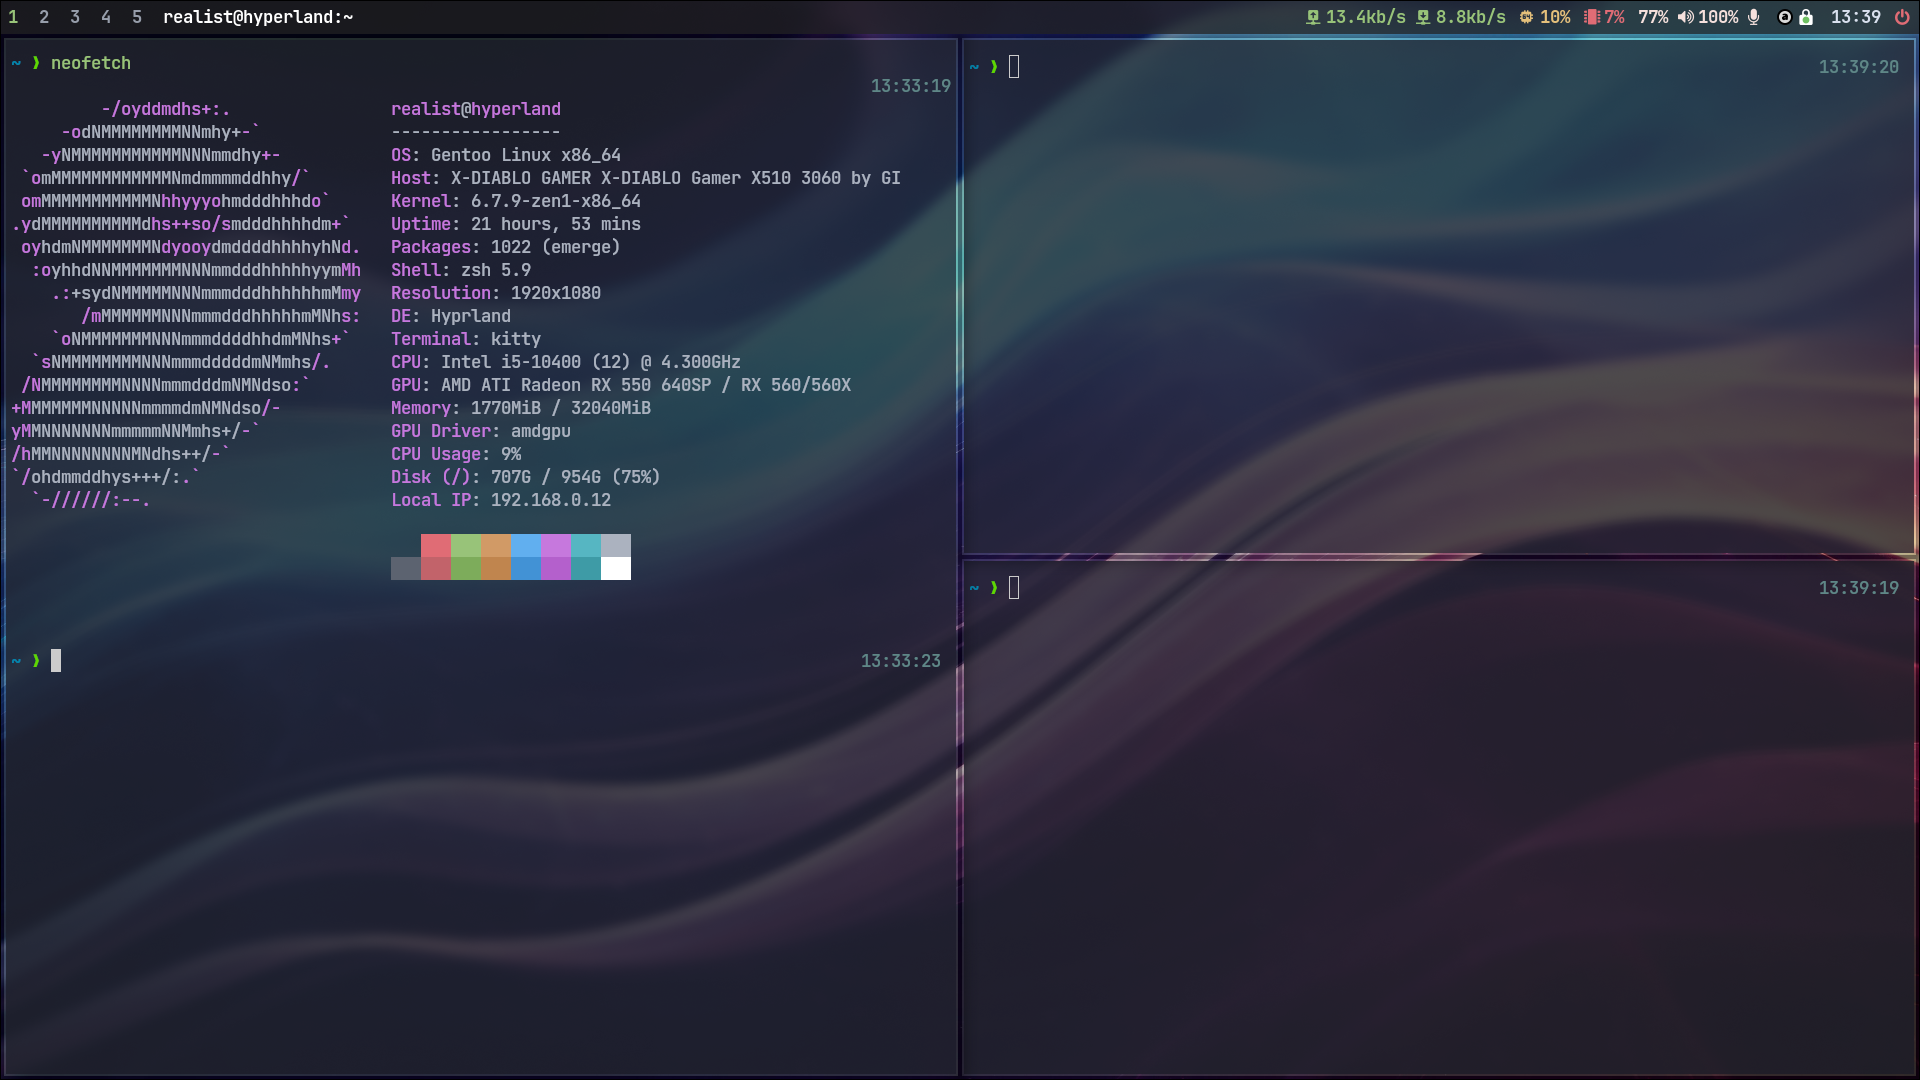 1 2 3 4 5 realist@hyperland:~ 13.4kb/s 8.8kb/s 10% 7% 77% 100% 13:39
~ ❱ neofetch
13:33:19
-/oyddmdhs+:.
-odNMMMMMMMMNNmhy+-`
-yNMMMMMMMMMMMNNNmmdhy+-
`omMMMMMMMMMMMMNmdmmmmddhhy/`
omMMMMMMMMMMMNhhyyyohmdddhhhdo`
.ydMMMMMMMMMMdhs++so/smdddhhhhdm+`
oyhdmNMMMMMMMNdyooydmddddhhhhyhNd.
:oyhhdNNMMMMMMMNNNmmdddhhhhhyymMh
.:+sydNMMMMMNNNmmmdddhhhhhhmMmy
/mMMMMMMNNNmmmdddhhhhhmMNhs:
`oNMMMMMMMNNNmmmddddhhdmMNhs+`
`sNMMMMMMMMNNNmmmdddddmNMmhs/.
/NMMMMMMMMNNNNmmmdddmNMNdso:`
+MMMMMMMNNNNNmmmmdmNMNdso/-
yMMNNNNNNNmmmmmNNMmhs+/-`
/hMMNNNNNNNNMNdhs++/-`
`/ohdmmddhys+++/:.`
`-//////:--.
realist@hyperland
-----------------
OS: Gentoo Linux x86_64
Host: X-DIABLO GAMER X-DIABLO Gamer X510 3060 by GI
Kernel: 6.7.9-zen1-x86_64
Uptime: 21 hours, 53 mins
Packages: 1022 (emerge)
Shell: zsh 5.9
Resolution: 1920x1080
DE: Hyprland
Terminal: kitty
CPU: Intel i5-10400 (12) @ 4.300GHz
GPU: AMD ATI Radeon RX 550 640SP / RX 560/560X
Memory: 1770MiB / 32040MiB
GPU Driver: amdgpu
CPU Usage: 9%
Disk (/): 707G / 954G (75%)
Local IP: 192.168.0.12
~ ❱ 13:33:23
~ ❱ 13:39:20
~ ❱ 13:39:19